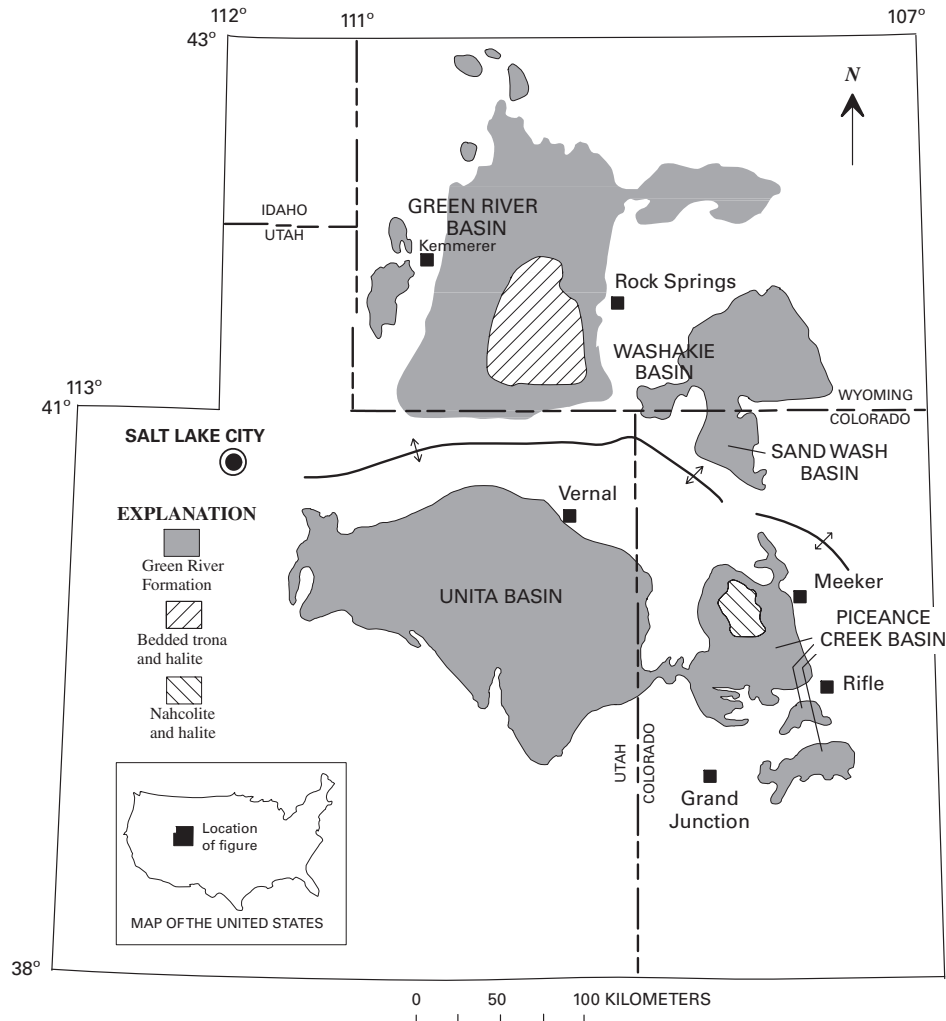 112°
111°
107°
43°
N
IDAHO
UTAH
GREEN RIVER
BASIN
Kemmerer
Rock Springs
WASHAKIE
BASIN
113°
41°
WYOMING
COLORADO
SALT LAKE CITY
SAND WASH
BASIN
Vernal
EXPLANATION
Green River
Formation
Bedded trona
and halite
Nahcolite
and halite
UNITA BASIN
Meeker
PICEANCE
CREEK BASIN
Rifle
UTAH
COLORADO
Grand
Junction
Location
of figure
MAP OF THE UNITED STATES
38°
0 50 100 KILOMETERS